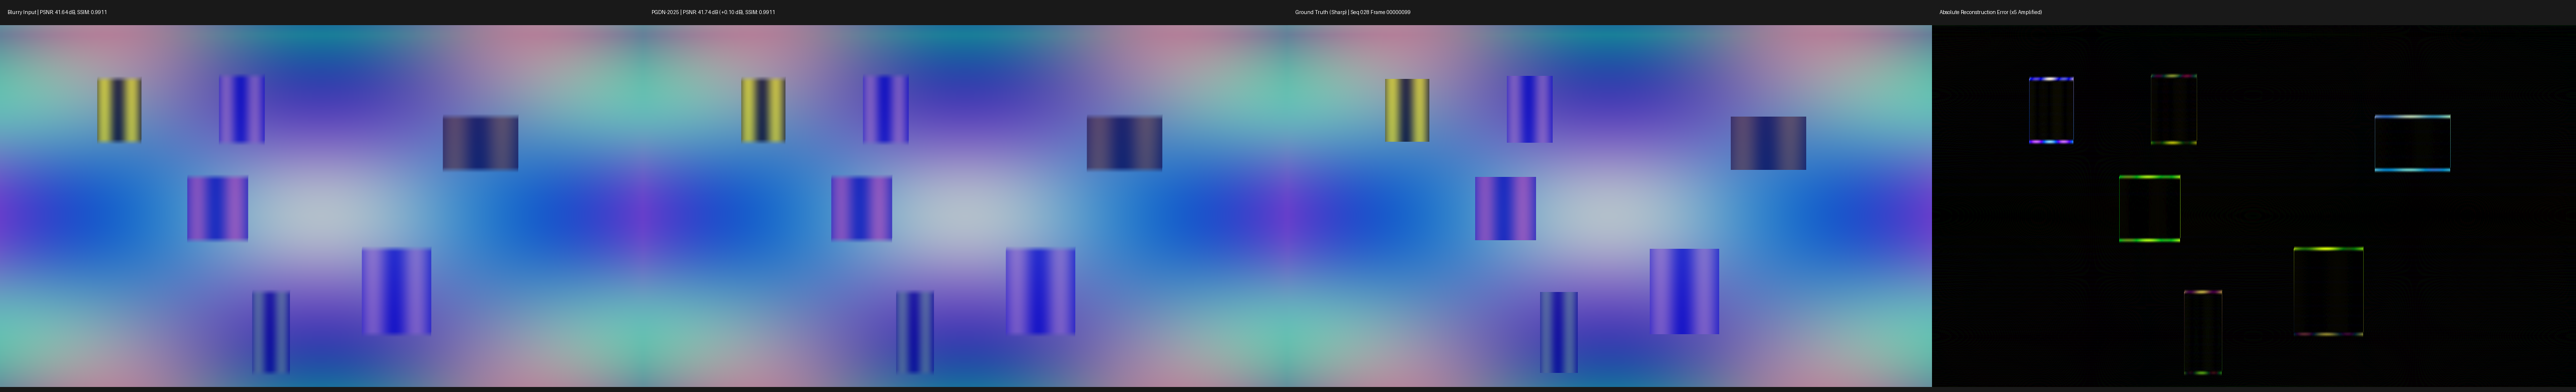 Blurry Input | PSNR: 41.64 dB, SSIM: 0.9911
PGDN-2025 | PSNR: 41.74 dB (+0.10 dB), SSIM: 0.9911
Ground Truth (Sharp) | Seq 028 Frame 00000099
Absolute Reconstruction Error (x5 Amplified)